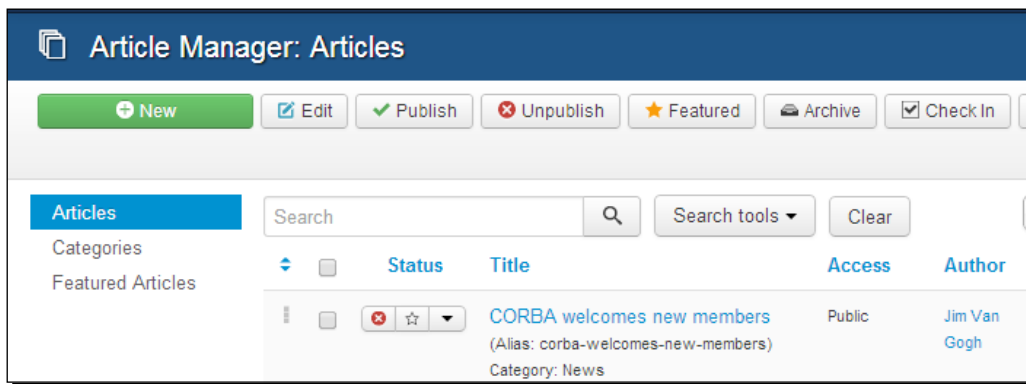 Article Manager: Articles
New Edit Publish Unpublish Featured Archive Check In
Articles
Categories
Featured Articles
Search Search tools Clear
Status Title Access Author
CORBA welcomes new members Public Jim Van Gogh
(Alias: corba-welcomes-new-members)
Category: News